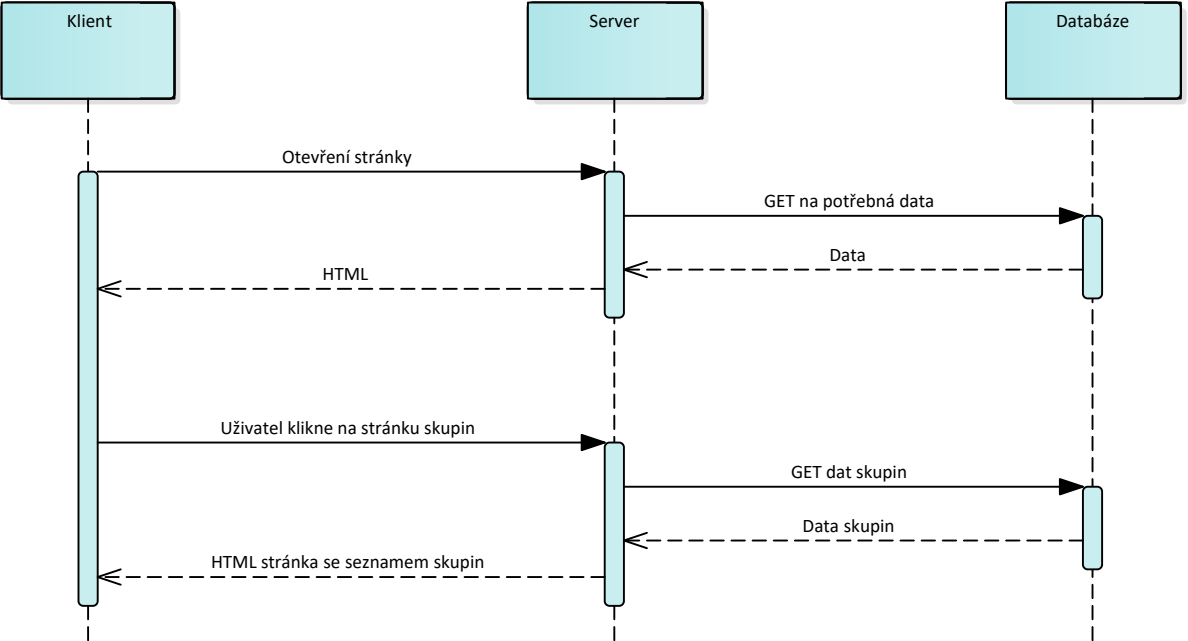 Klient
Server
Databáze
Otevření stránky
GET na potřebná data
Data
HTML
Uživatel klikne na stránku skupin
GET dat skupin
Data skupin
HTML stránka se seznamem skupin